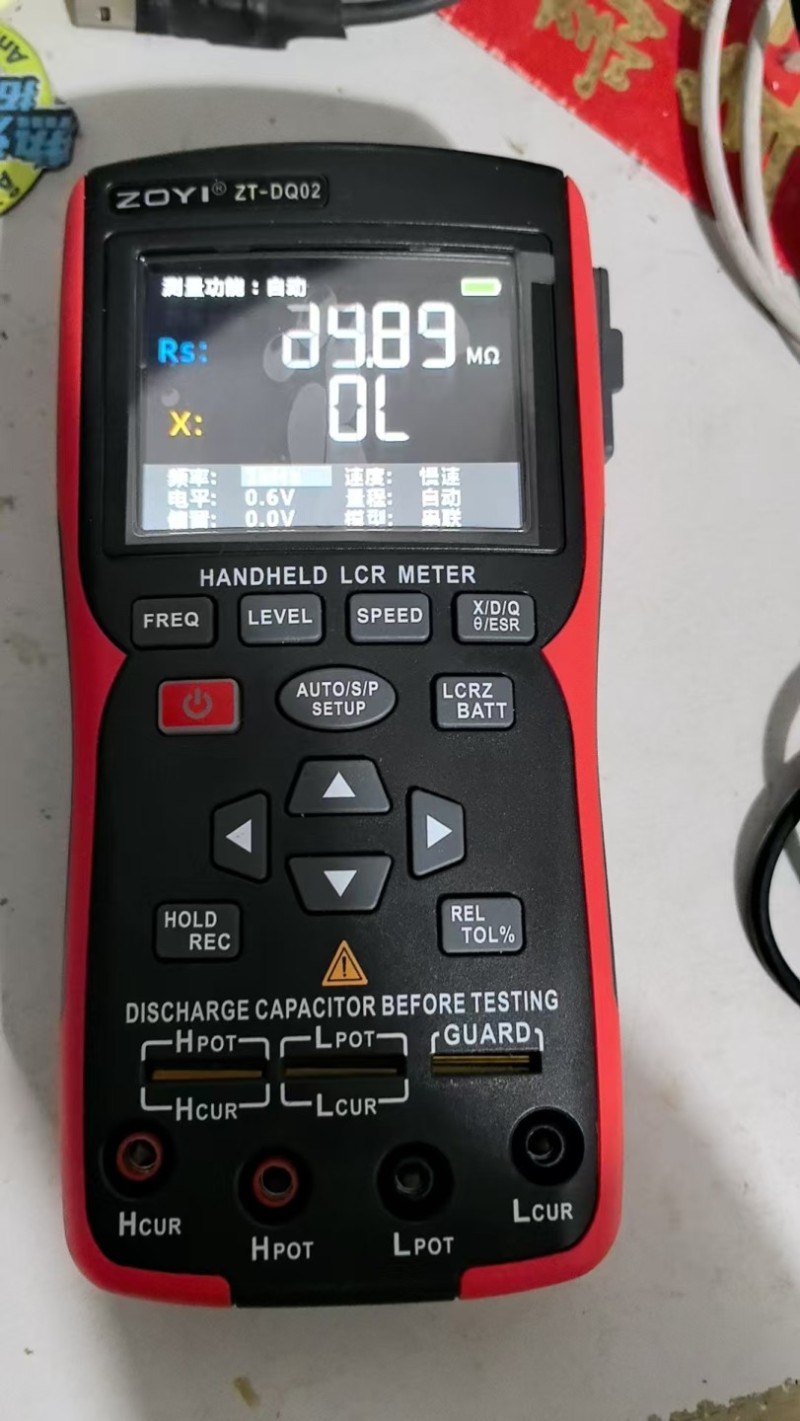 ZOYI® ZT-DQ02
测量功能：自动
Rs: MΩ
X: OL
频率: 速度: 慢速
电平: 0.6V 量程: 自动
偏置: 0.0V 模型: 串联
HANDHELD LCR METER
FREQ LEVEL SPEED X/D/Q
θ/ESR
AUTO/S/P
SETUP
LCRZ
BATT
HOLD
REC
REL
TOL%
DISCHARGE CAPACITOR BEFORE TESTING
HPOT LPOT GUARD
HCUR LCUR
HCUR HPOT LPOT LCUR